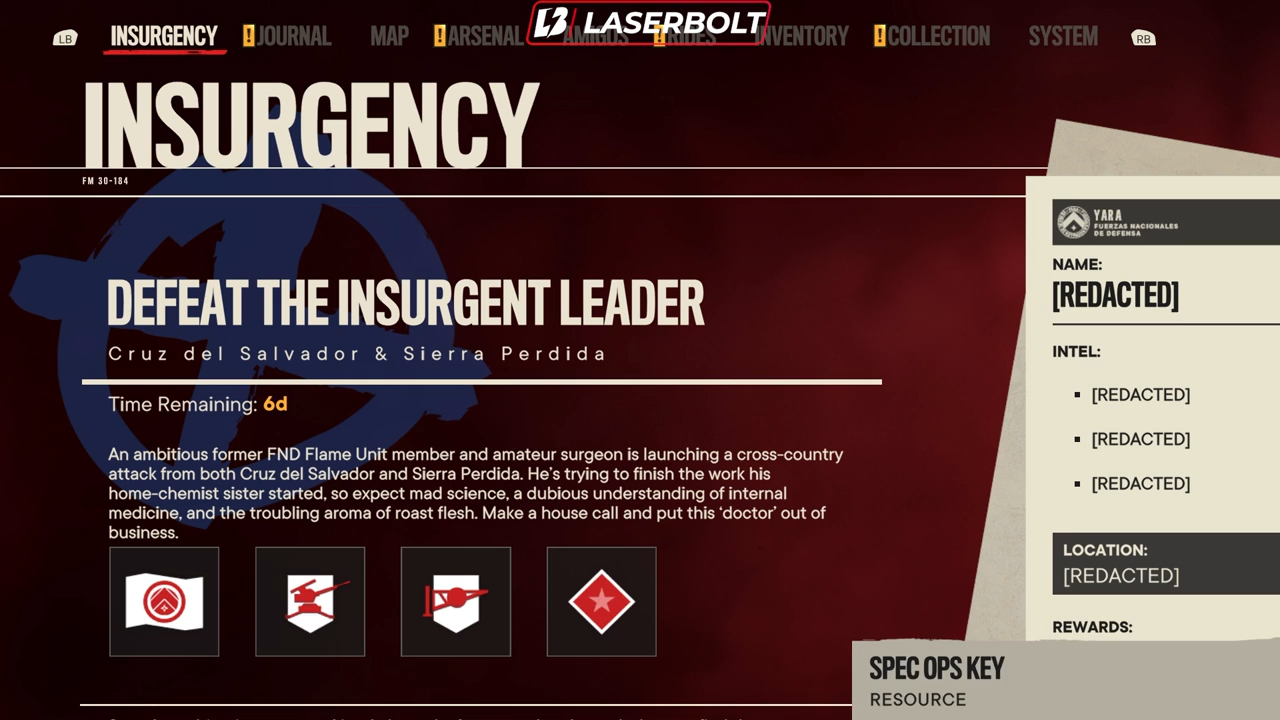 LASERBOLT
LB INSURGENCY JOURNAL MAP ARSENAL AMIGOS RIDES INVENTORY COLLECTION SYSTEM RB
INSURGENCY
FM 30-184
YARA
FUERZAS NACIONALES
DE DEFENSA
NAME:
[REDACTED]
INTEL:
[REDACTED]
[REDACTED]
[REDACTED]
LOCATION:
[REDACTED]
REWARDS:
SPEC OPS KEY
RESOURCE
DEFEAT THE INSURGENT LEADER
Cruz del Salvador & Sierra Perdida
Time Remaining: 6d
An ambitious former FND Flame Unit member and amateur surgeon is launching a cross-country
attack from both Cruz del Salvador and Sierra Perdida. He's trying to finish the work his
home-chemist sister started, so expect mad science, a dubious understanding of internal
medicine, and the troubling aroma of roast flesh. Make a house call and put this ‘doctor’ out of
business.